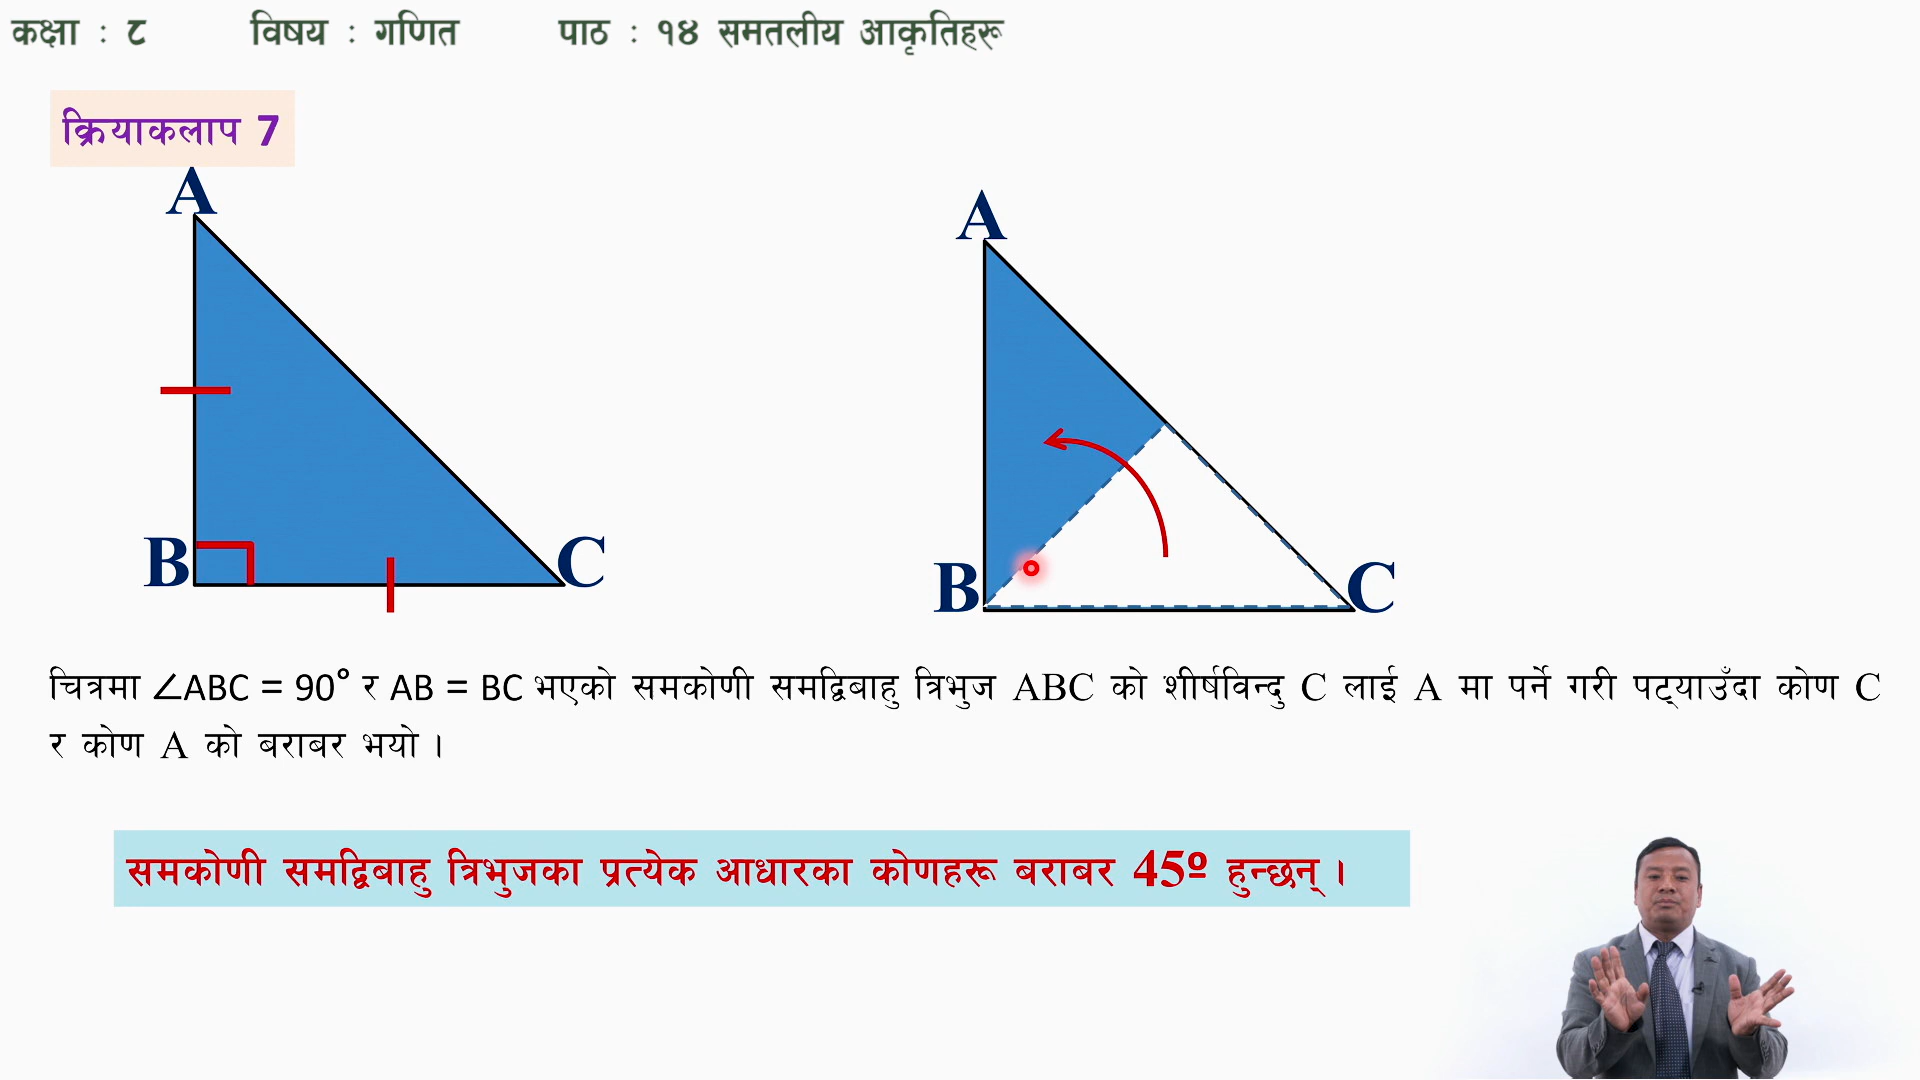 कक्षा : ८ विषय : गणित पाठ : १४ समतलीय आकृतिहरू
क्रियाकलाप 7
A
A
B
C
B
C
चित्रमा ∠ABC = 90° र AB = BC भएको समकोणी समद्विबाहु त्रिभुज ABC को शीर्षविन्दु C लाई A मा पर्ने गरी पट्याउँदा कोण C
र कोण A को बराबर भयो ।
समकोणी समद्विबाहु त्रिभुजका प्रत्येक आधारका कोणहरू बराबर 45º हुन्छन् ।